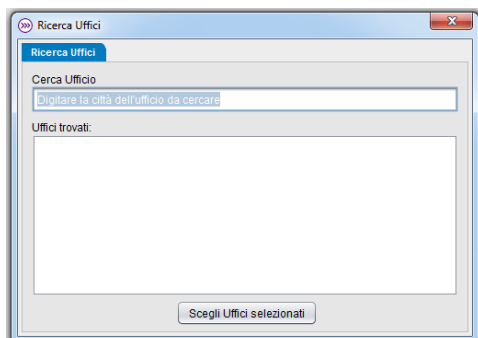 Ricerca Uffici
Ricerca Uffici
Cerca Ufficio
Digitare la città dell'ufficio da cercare
Uffici trovati:
Scegli Uffici selezionati